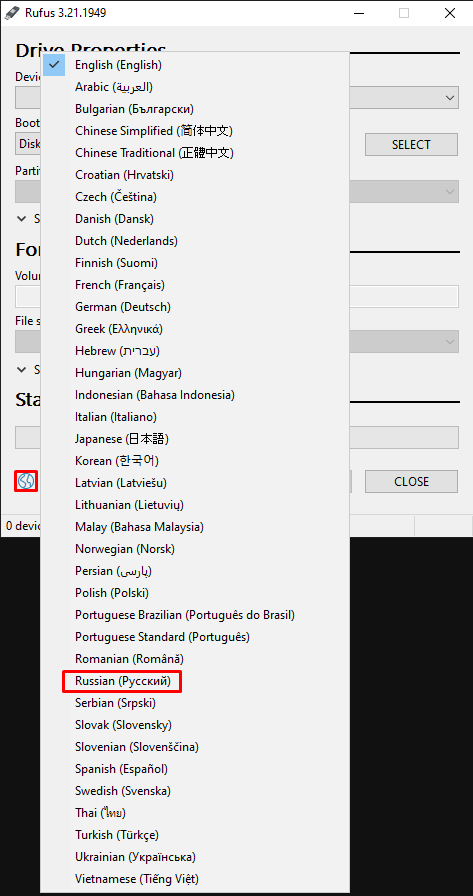 Rufus 3.21.1949
Drive Properties
English (English)
Devi
Arabic (العربية)
Bulgarian (Български)
Boot
Chinese Simplified (简体中文)
Disk
SELECT
Chinese Traditional (正體中文)
Parti
Croatian (Hrvatski)
Czech (Čeština)
S
Danish (Dansk)
Dutch (Nederlands)
For
Finnish (Suomi)
Volu
French (Français)
German (Deutsch)
File s
Greek (Ελληνικά)
Hebrew (עברית)
S
Hungarian (Magyar)
Indonesian (Bahasa Indonesia)
Sta
Italian (Italiano)
Japanese (日本語)
Korean (한국어)
Latvian (Latviešu)
CLOSE
Lithuanian (Lietuvių)
0 devic
Malay (Bahasa Malaysia)
Norwegian (Norsk)
Persian (پارسی)
Polish (Polski)
Portuguese Brazilian (Português do Brasil)
Portuguese Standard (Português)
Romanian (Română)
Russian (Русский)
Serbian (Srpski)
Slovak (Slovensky)
Slovenian (Slovenščina)
Spanish (Español)
Swedish (Svenska)
Thai (ไทย)
Turkish (Türkçe)
Ukrainian (Українська)
Vietnamese (Tiếng Việt)